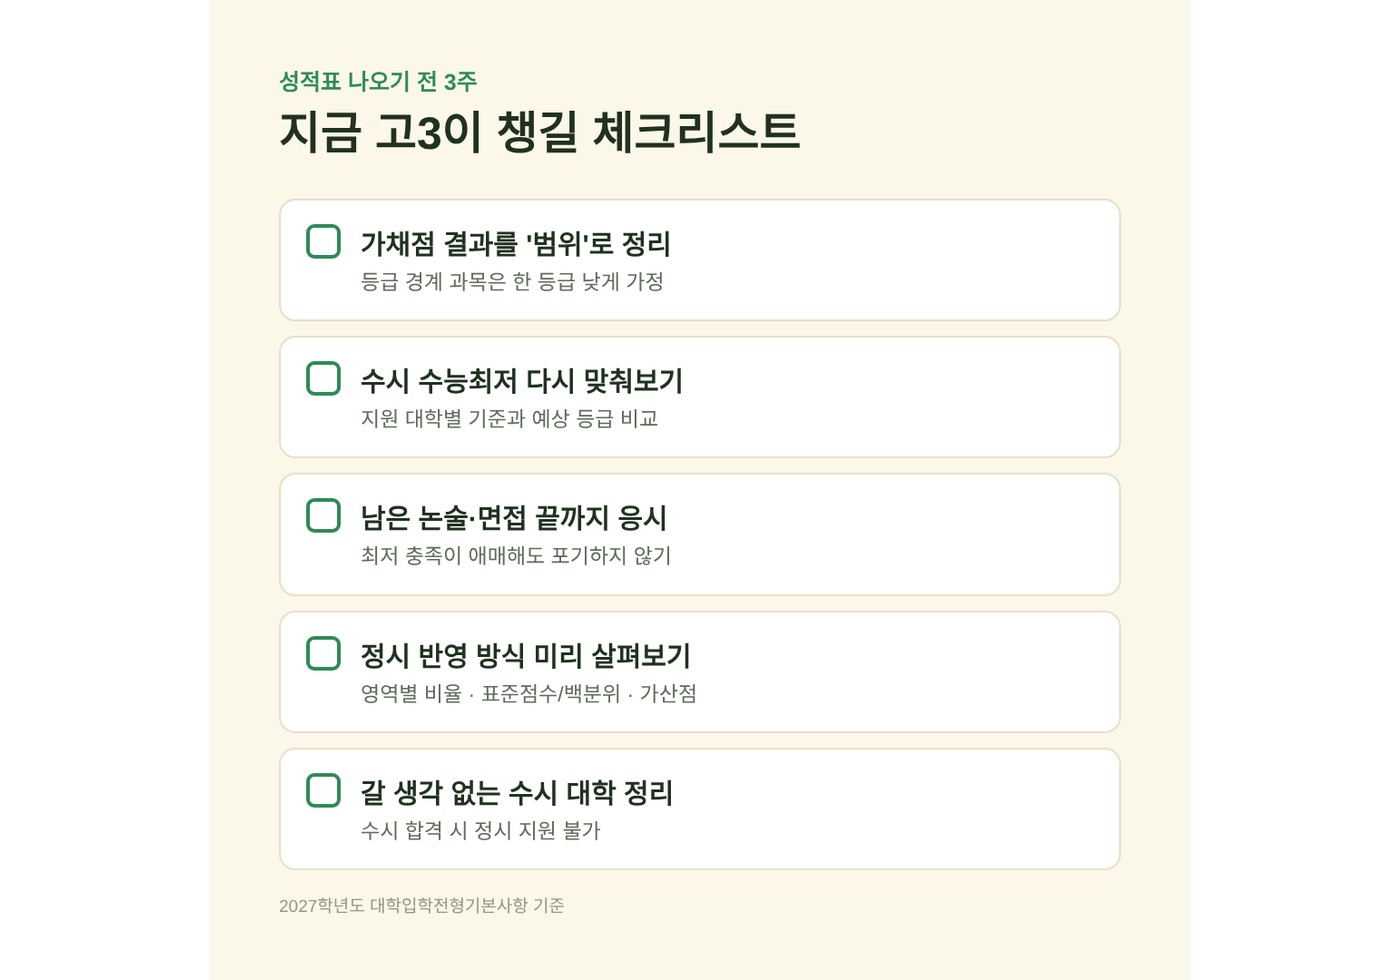 성적표 나오기 전 3주
지금 고3이 챙길 체크리스트
가채점 결과를 '범위'로 정리
등급 경계 과목은 한 등급 낮게 가정
수시 수능최저 다시 맞춰보기
지원 대학별 기준과 예상 등급 비교
남은 논술·면접 끝까지 응시
최저 충족이 애매해도 포기하지 않기
정시 반영 방식 미리 살펴보기
영역별 비율 · 표준점수/백분위 · 가산점
갈 생각 없는 수시 대학 정리
수시 합격 시 정시 지원 불가
2027학년도 대학입학전형기본사항 기준